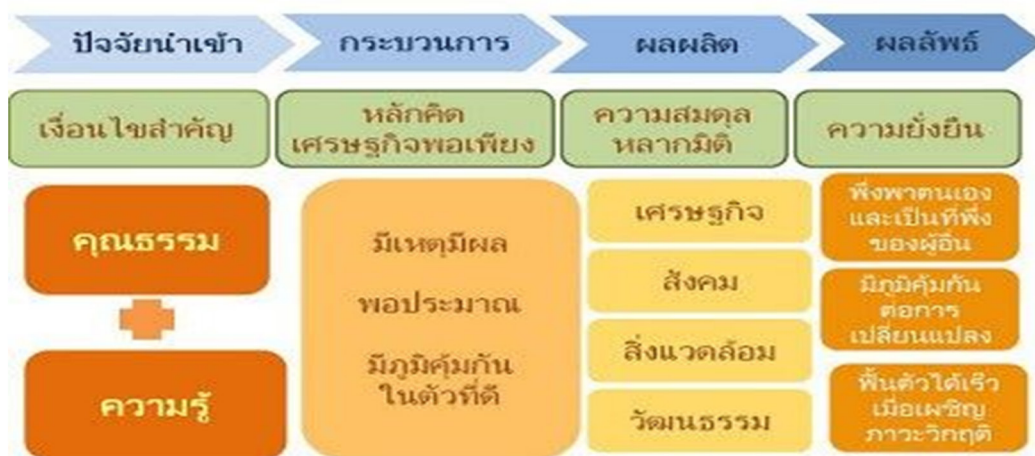 ปัจจัยนำเข้า
กระบวนการ
ผลผลิต
ผลลัพธ์
เงื่อนไขสำคัญ
หลักคิด
เศรษฐกิจพอเพียง
ความสมดุล
หลากมิติ
ความยั่งยืน
คุณธรรม
ความรู้
มีเหตุมีผล
พอประมาณ
มีภูมิคุ้มกัน
ในตัวที่ดี
เศรษฐกิจ
สังคม
สิ่งแวดล้อม
วัฒนธรรม
พึ่งพาตนเอง
และเป็นที่พึ่ง
ของผู้อื่น
มีภูมิคุ้มกัน
ต่อการ
เปลี่ยนแปลง
ฟื้นตัวได้เร็ว
เมื่อเผชิญ
ภาวะวิกฤติ